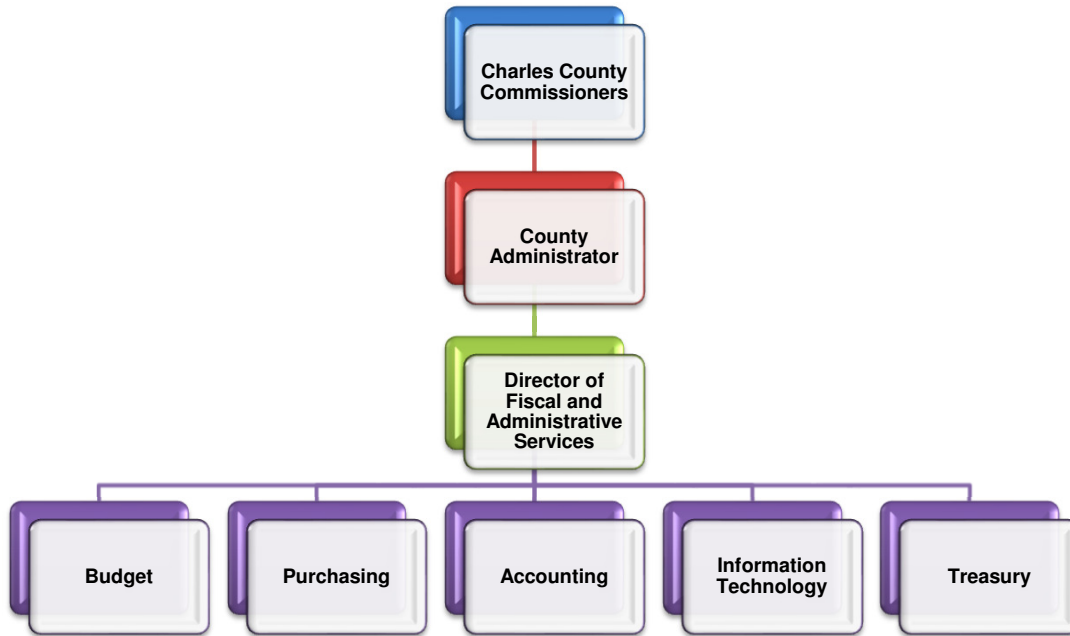 Charles County
Commissioners
County
Administrator
Director of
Fiscal and
Administrative
Services
Budget
Purchasing
Accounting
Information
Technology
Treasury